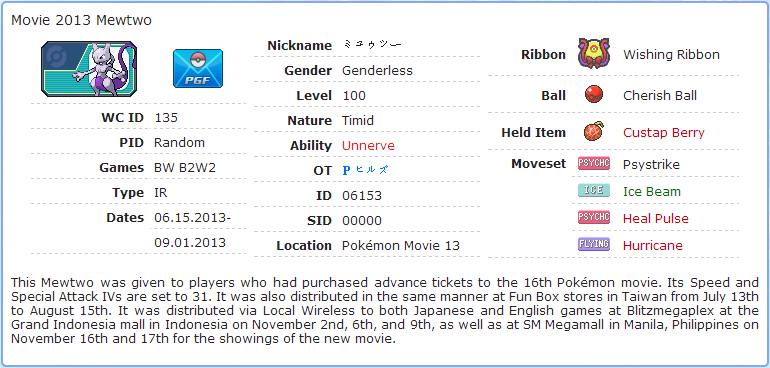 Movie 2013 Mewtwo
PGF
WC ID 135
PID Random
Games BW B2W2
Type IR
Dates 06.15.2013-
09.01.2013
Nickname ミュウツー
Gender Genderless
Level 100
Nature Timid
Ability Unnerve
OT Pヒルズ
ID 06153
SID 00000
Location Pokémon Movie 13
Ribbon Wishing Ribbon
Ball Cherish Ball
Held Item Custap Berry
Moveset PSYCHC Psystrike
ICE Ice Beam
PSYCHC Heal Pulse
FLYING Hurricane
This Mewtwo was given to players who had purchased advance tickets to the 16th Pokémon movie. Its Speed and
Special Attack IVs are set to 31. It was also distributed in the same manner at Fun Box stores in Taiwan from July 13th
to August 15th. It was distributed via Local Wireless to both Japanese and English games at Blitzmegaplex at the
Grand Indonesia mall in Indonesia on November 2nd, 6th, and 9th, as well as at SM Megamall in Manila, Philippines on
November 16th and 17th for the showings of the new movie.